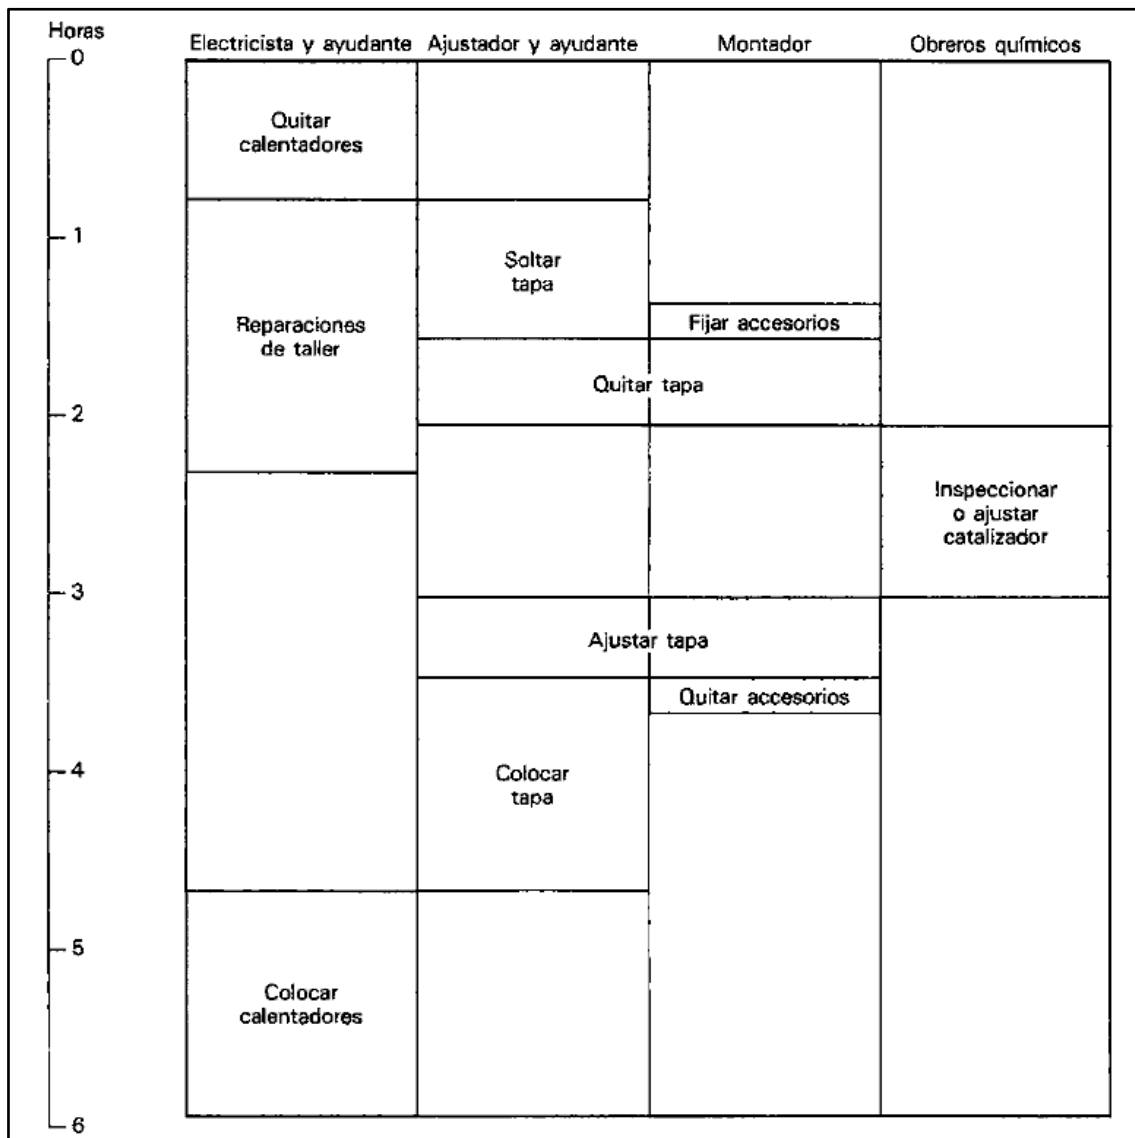 Horas
Electricista y ayudante
Ajustador y ayudante
Montador
Obreros químicos
0
Quitar
calentadores
1
Soltar
tapa
Reparaciones
de taller
Fijar accesorios
Quitar tapa
2
Inspeccionar
o ajustar
catalizador
3
Ajustar tapa
Quitar accesorios
4
Colocar
tapa
5
Colocar
calentadores
6